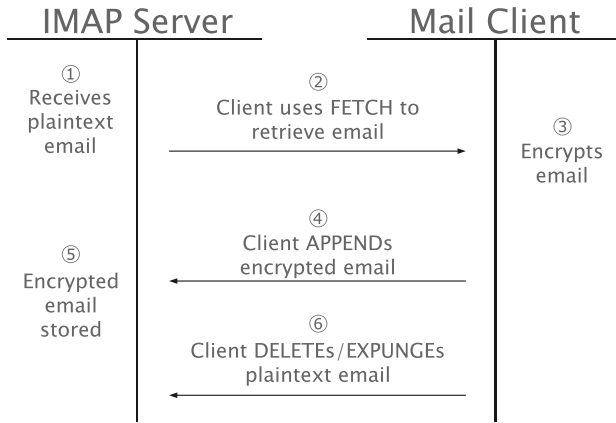 IMAP Server
Mail Client
①
Receives
plaintext
email
②
Client uses FETCH to
retrieve email
③
Encrypts
email
④
Client APPENDs
encrypted email
⑤
Encrypted
email
stored
⑥
Client DELETEs/EXPUNGEs
plaintext email